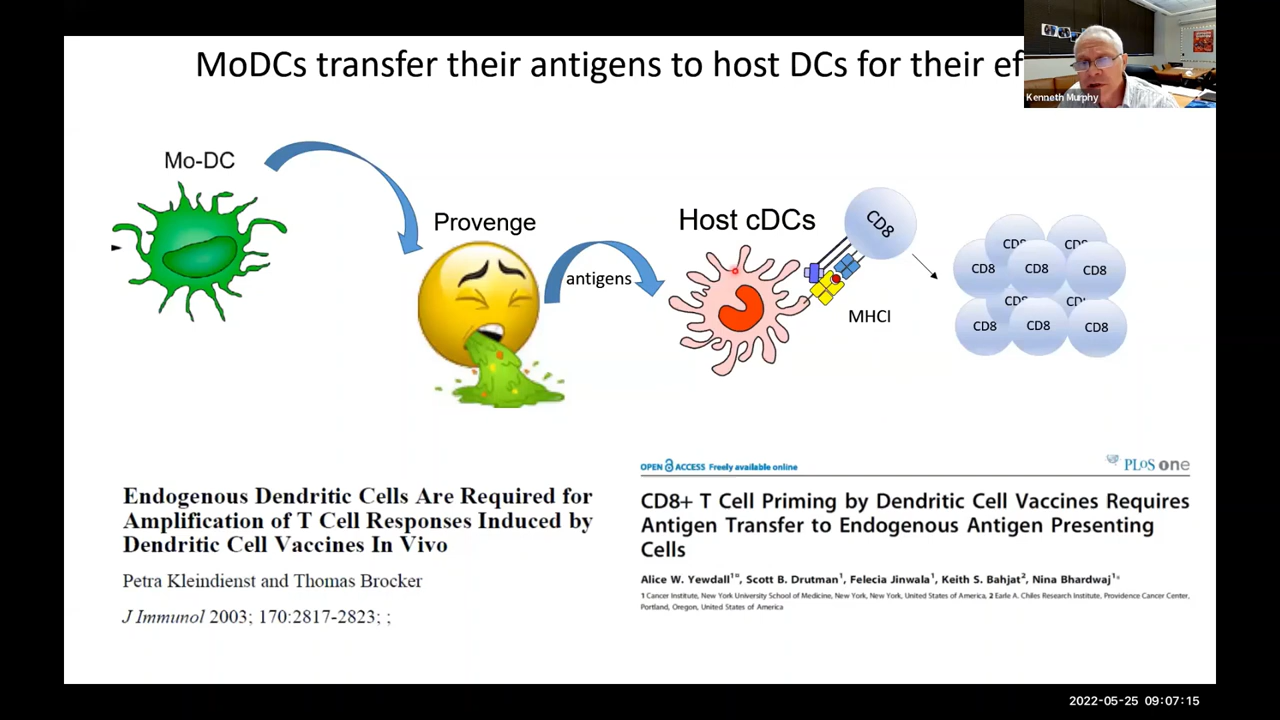 MoDCs transfer their antigens to host DCs for their ef
Kenneth Murphy
Mo-DC
Provenge
antigens
Host cDCs
CD8
MHCI
CD8
CD8
CD8
CD8
CD8
CD8
CD8
Endogenous Dendritic Cells Are Required for
Amplification of T Cell Responses Induced by
Dendritic Cell Vaccines In Vivo
Petra Kleindienst and Thomas Brocker
J Immunol 2003; 170:2817-2823; ;
OPEN ACCESS Freely available online
PLoS one
CD8+ T Cell Priming by Dendritic Cell Vaccines Requires
Antigen Transfer to Endogenous Antigen Presenting
Cells
Alice W. Yewdall1¤, Scott B. Drutman1, Felecia Jinwala1, Keith S. Bahjat2, Nina Bhardwaj1*
1 Cancer Institute, New York University School of Medicine, New York, New York, United States of America, 2 Earle A. Chiles Research Institute, Providence Cancer Center,
Portland, Oregon, United States of America
2022-05-25 09:07:15